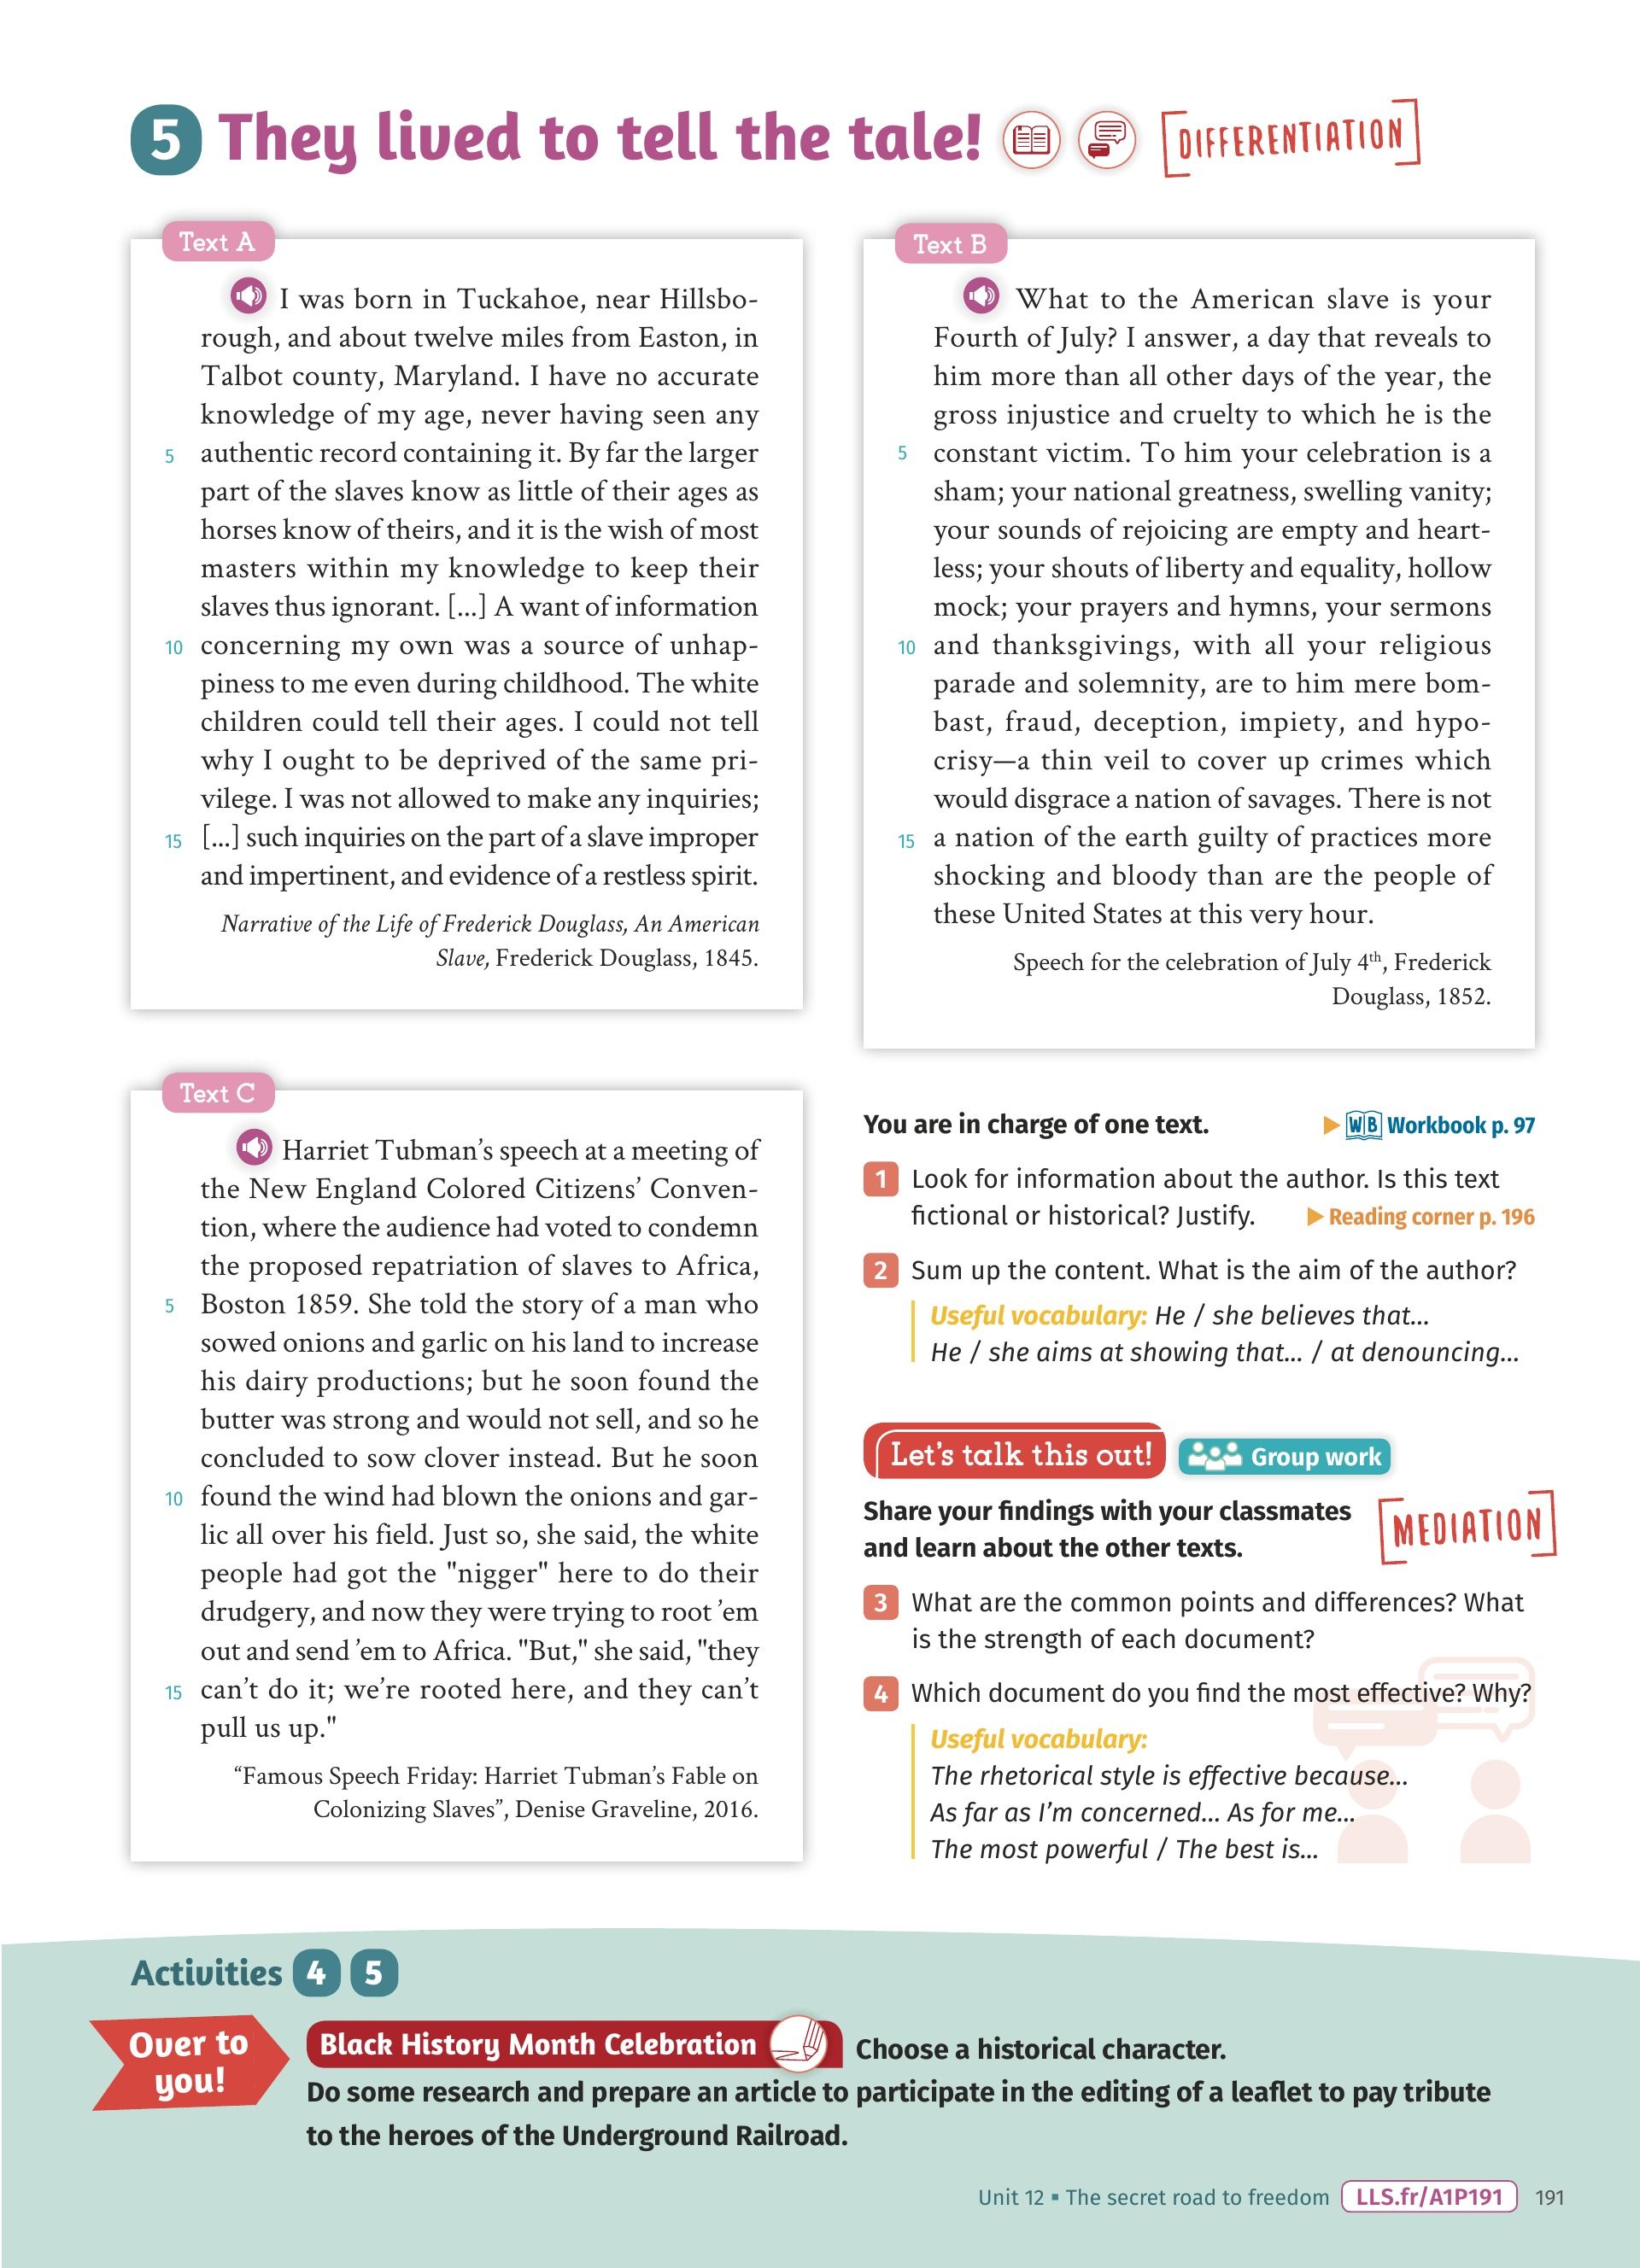 5 They lived to tell the tale!
DIFFERENTIATION
Text A
I was born in Tuckahoe, near Hillsbo-
rough, and about twelve miles from Easton, in
Talbot county, Maryland. I have no accurate
knowledge of my age, never having seen any
5 authentic record containing it. By far the larger
part of the slaves know as little of their ages as
horses know of theirs, and it is the wish of most
masters within my knowledge to keep their
slaves thus ignorant. [...] A want of information
10 concerning my own was a source of unhap-
piness to me even during childhood. The white
children could tell their ages. I could not tell
why I ought to be deprived of the same pri-
vilege. I was not allowed to make any inquiries;
15 [...] such inquiries on the part of a slave improper
and impertinent, and evidence of a restless spirit.
Narrative of the Life of Frederick Douglass, An American
Slave, Frederick Douglass, 1845.
Text B
What to the American slave is your
Fourth of July? I answer, a day that reveals to
him more than all other days of the year, the
gross injustice and cruelty to which he is the
5 constant victim. To him your celebration is a
sham; your national greatness, swelling vanity;
your sounds of rejoicing are empty and heart-
less; your shouts of liberty and equality, hollow
mock; your prayers and hymns, your sermons
10 and thanksgivings, with all your religious
parade and solemnity, are to him mere bom-
bast, fraud, deception, impiety, and hypo-
crisy—a thin veil to cover up crimes which
would disgrace a nation of savages. There is not
15 a nation of the earth guilty of practices more
shocking and bloody than are the people of
these United States at this very hour.
Speech for the celebration of July 4th, Frederick
Douglass, 1852.
Text C
Harriet Tubman's speech at a meeting of
the New England Colored Citizens' Conven-
tion, where the audience had voted to condemn
the proposed repatriation of slaves to Africa,
5 Boston 1859. She told the story of a man who
sowed onions and garlic on his land to increase
his dairy productions; but he soon found the
butter was strong and would not sell, and so he
concluded to sow clover instead. But he soon
10 found the wind had blown the onions and gar-
lic all over his field. Just so, she said, the white
people had got the "nigger" here to do their
drudgery, and now they were trying to root 'em
out and send 'em to Africa. "But," she said, "they
15 can't do it; we're rooted here, and they can't
pull us up."
“Famous Speech Friday: Harriet Tubman's Fable on
Colonizing Slaves”, Denise Graveline, 2016.
You are in charge of one text.
WB Workbook p. 97
1 Look for information about the author. Is this text
fictional or historical? Justify.
Reading corner p. 196
2 Sum up the content. What is the aim of the author?
Useful vocabulary: He / she believes that...
He / she aims at showing that... / at denouncing...
Let's talk this out!
Group work
Share your findings with your classmates
and learn about the other texts.
MEDIATION
3 What are the common points and differences? What
is the strength of each document?
4 Which document do you find the most effective? Why?
Useful vocabulary:
The rhetorical style is effective because...
As far as I'm concerned... As for me...
The most powerful / The best is...
Activities 4 5
Over to
you!
Black History Month Celebration
Choose a historical character.
Do some research and prepare an article to participate in the editing of a leaflet to pay tribute
to the heroes of the Underground Railroad.
Unit 12 ▪ The secret road to freedom LLS.fr/A1P191 191